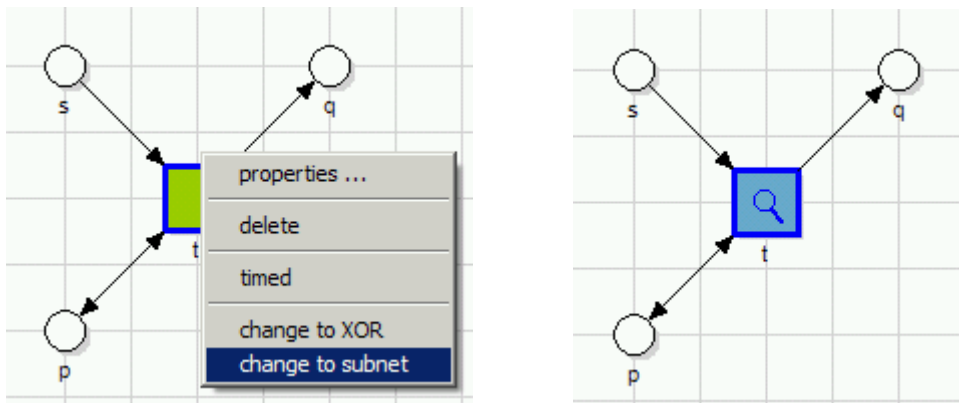 s
q
properties ...
delete
t
timed
change to XOR
change to subnet
p
s
q
t
p